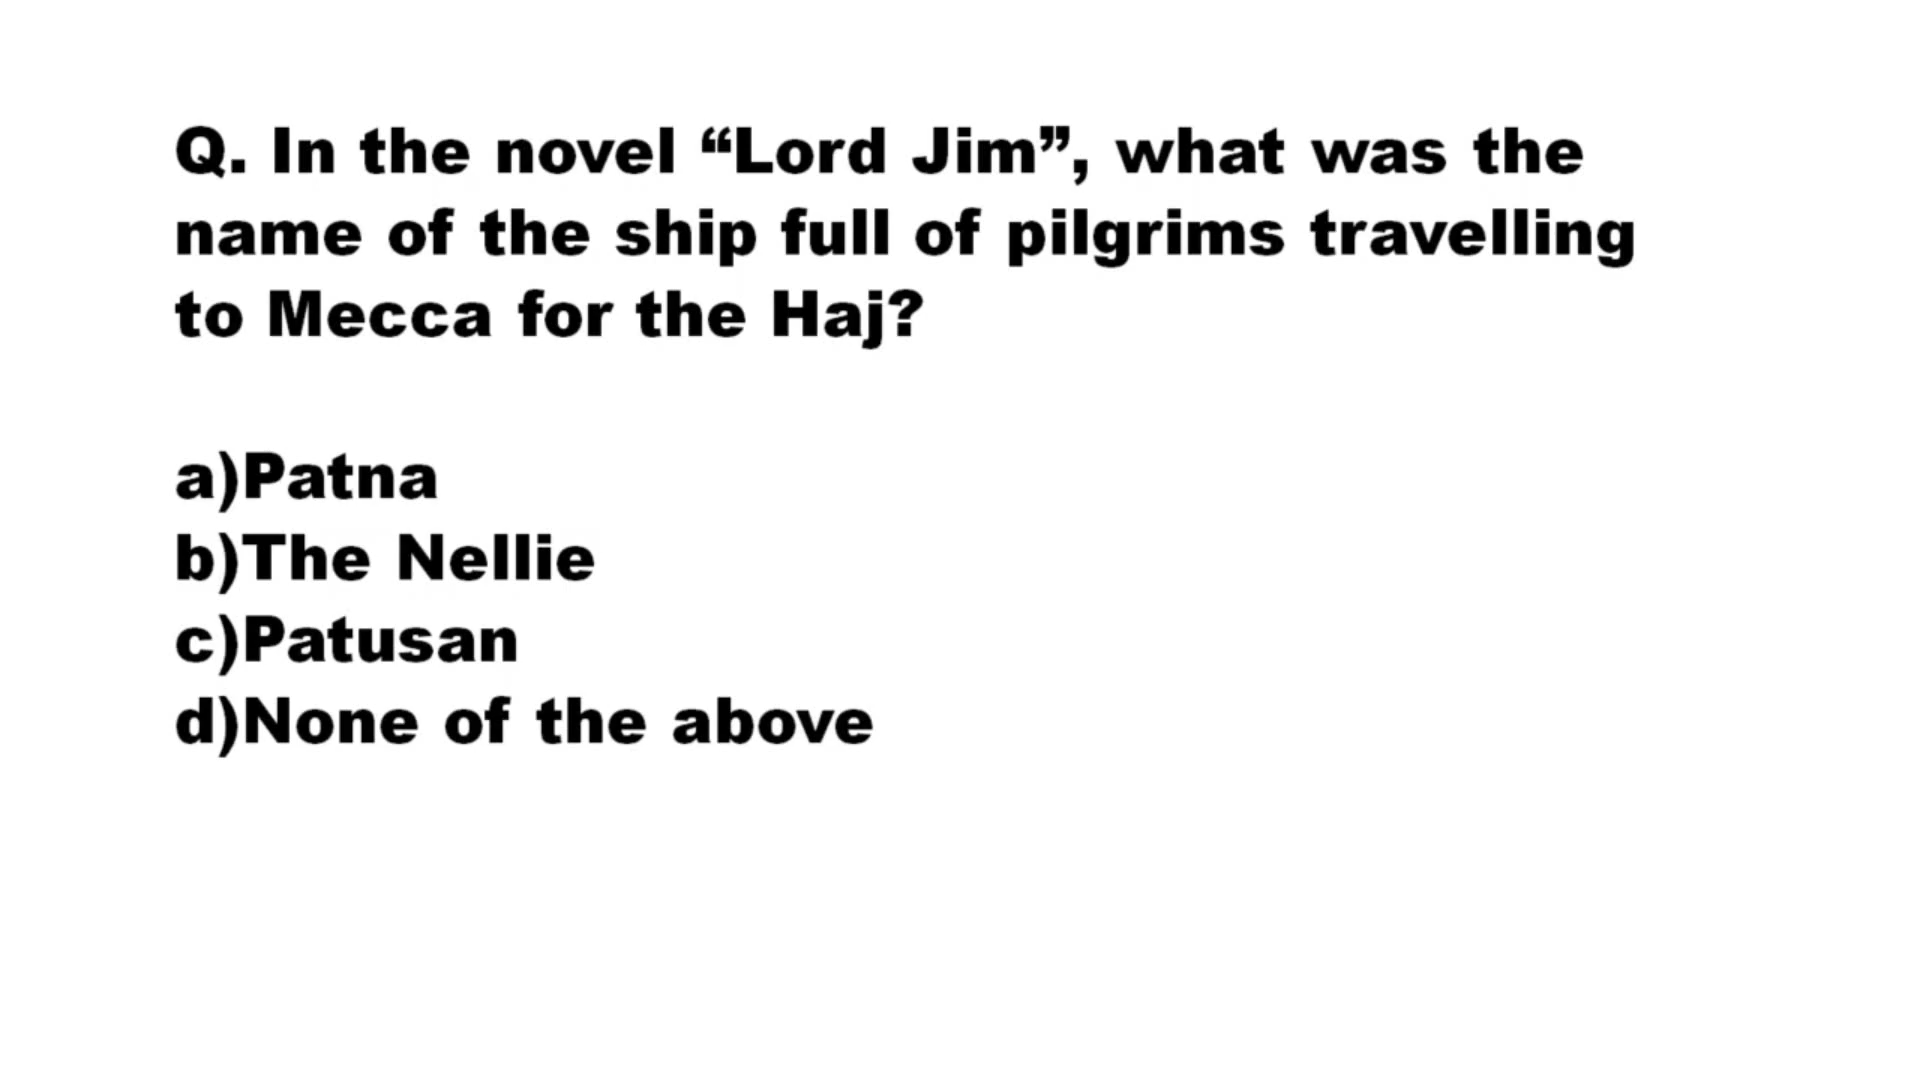 Q. In the novel “Lord Jim”, what was the
name of the ship full of pilgrims travelling
to Mecca for the Haj?
a)Patna
b)The Nellie
c)Patusan
d)None of the above